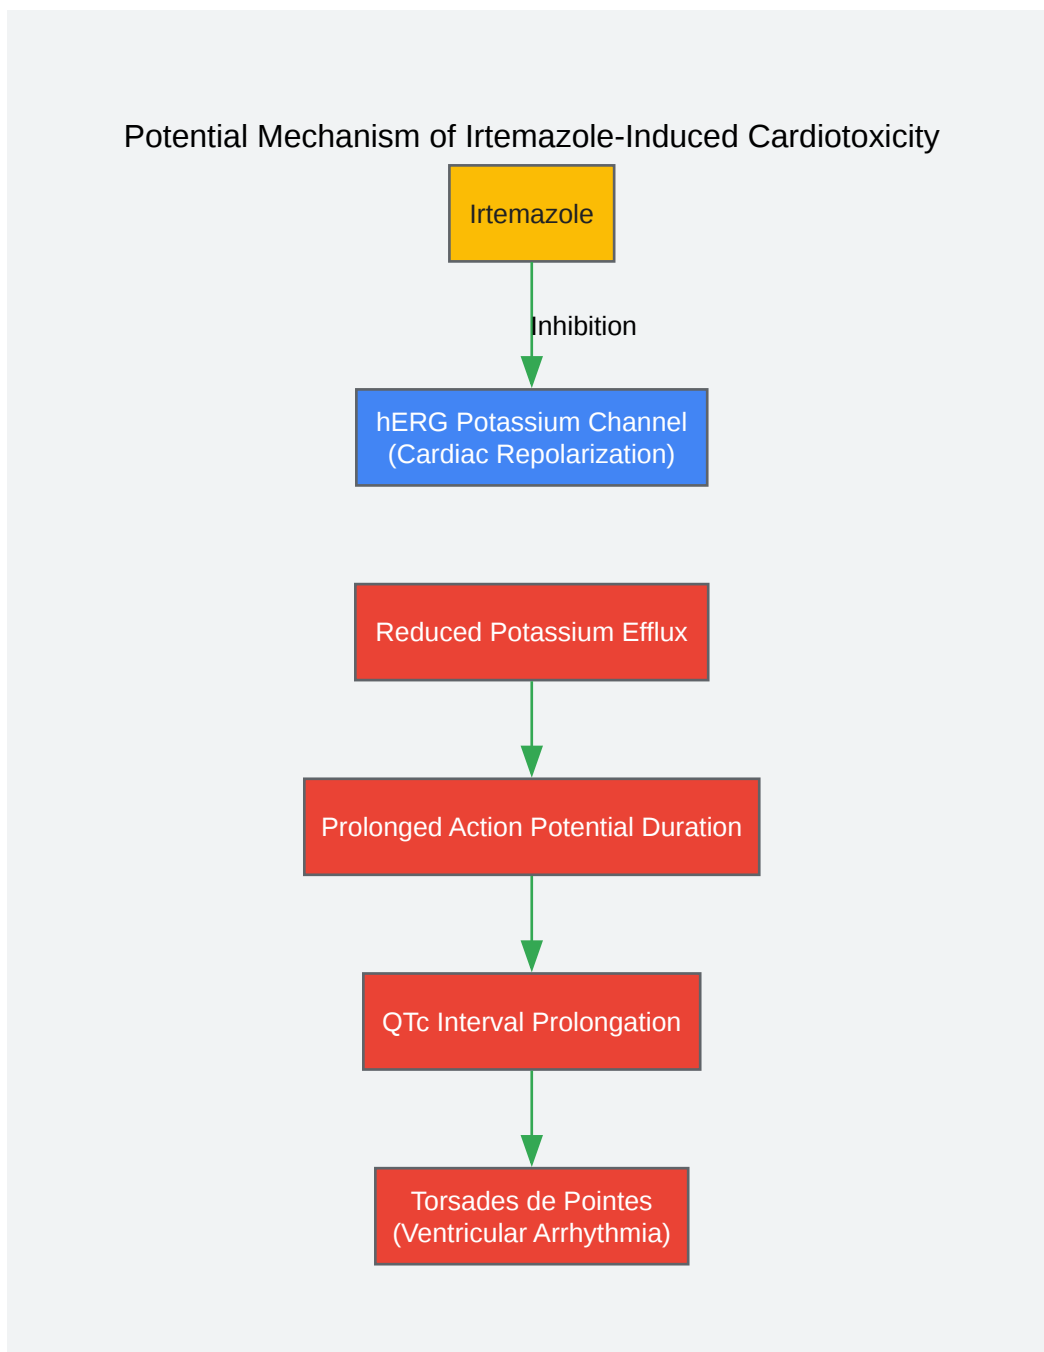 Potential Mechanism of Irtemazole-Induced Cardiotoxicity
Irtemazole
Inhibition
hERG Potassium Channel
(Cardiac Repolarization)
Reduced Potassium Efflux
Prolonged Action Potential Duration
QTc Interval Prolongation
Torsades de Pointes
(Ventricular Arrhythmia)